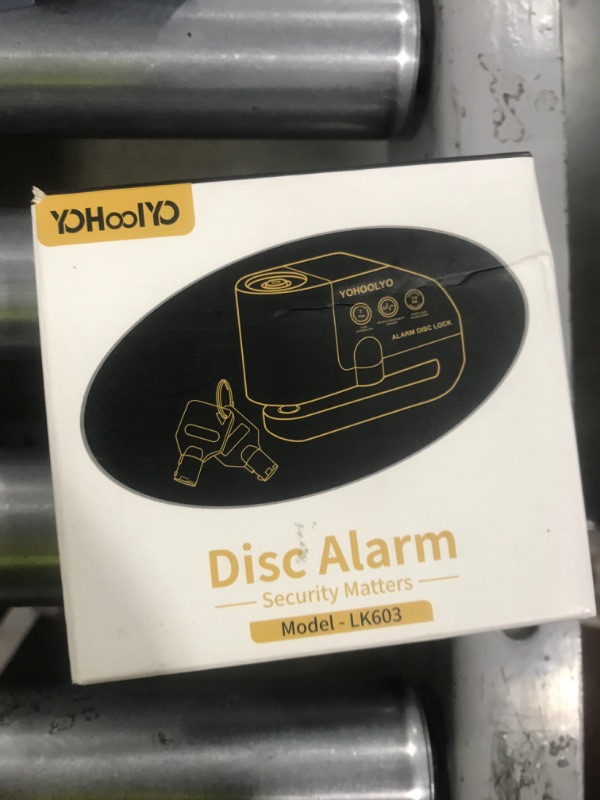 YOHOOLYO
YOHOOLYO
ALARM DISC LOCK
Disc Alarm
Security Matters
Model - LK603